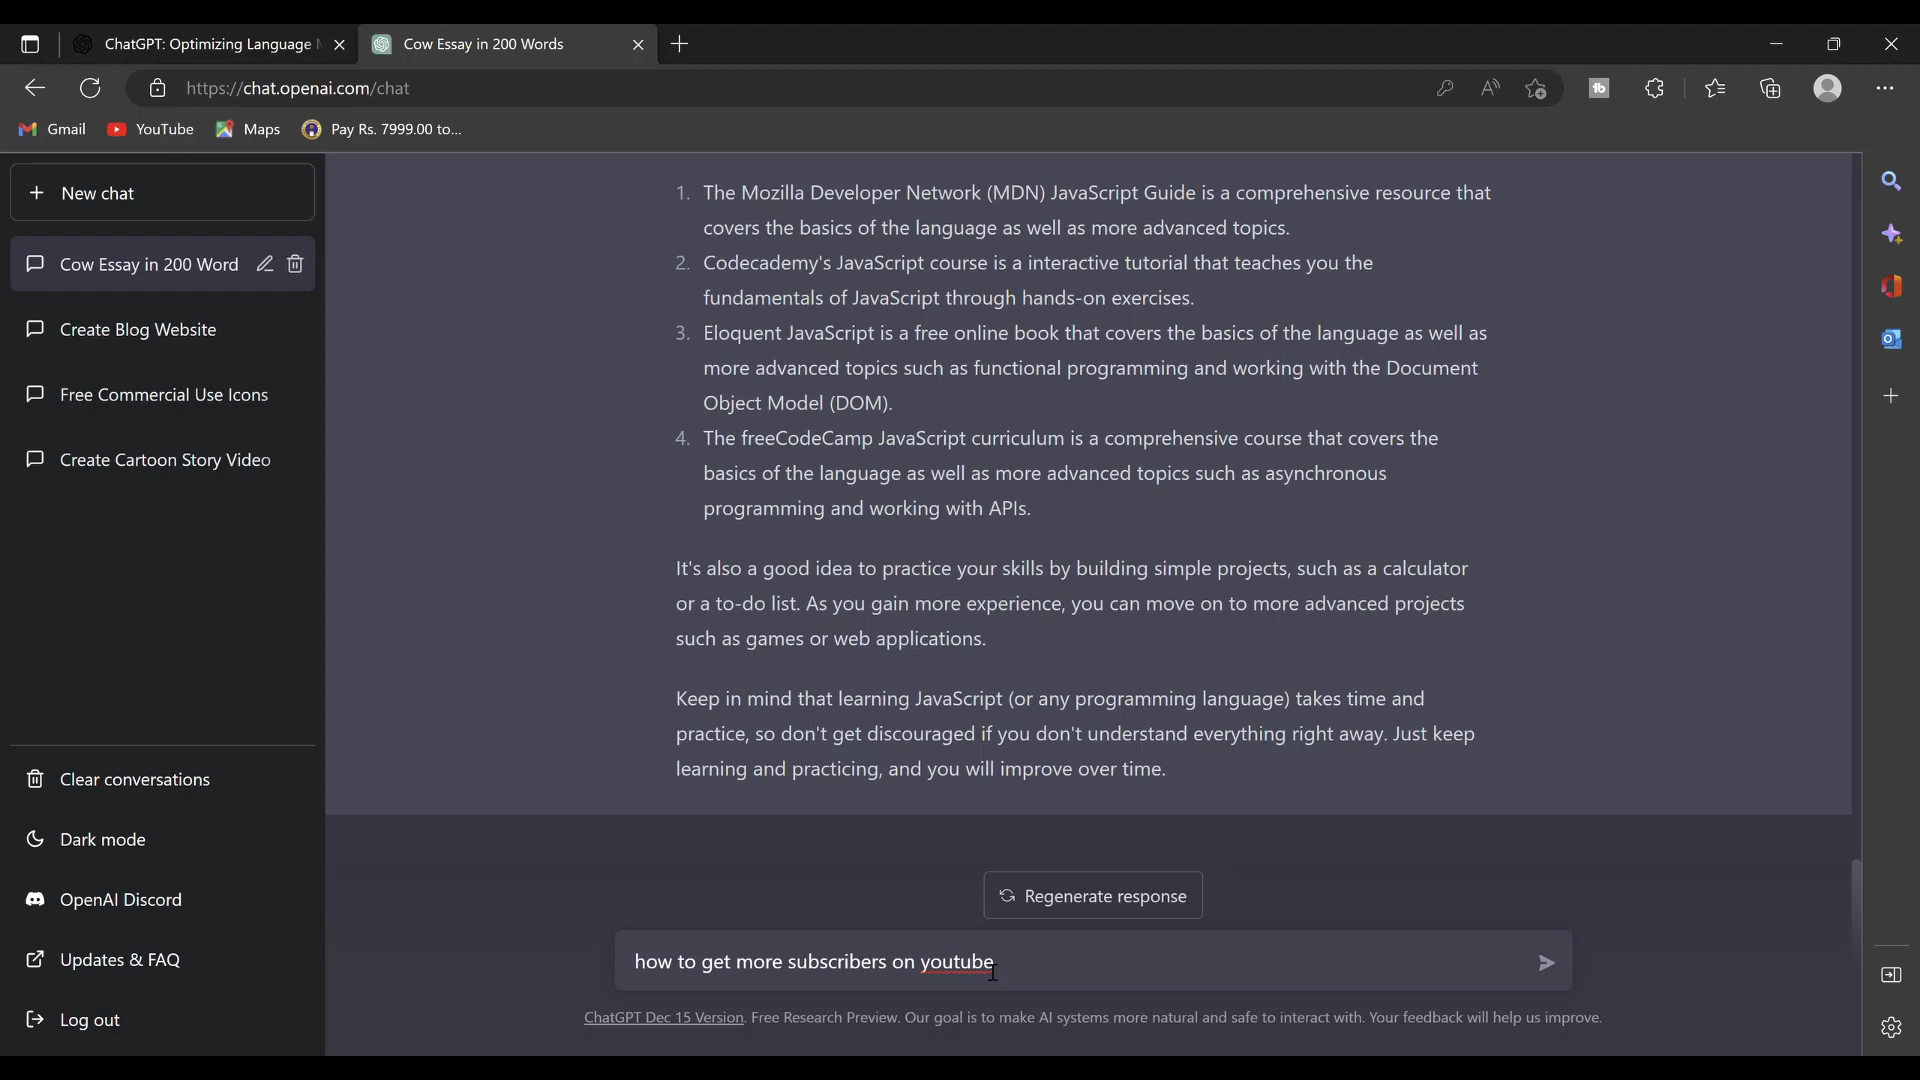 ChatGPT: Optimizing Language
Cow Essay in 200 Words
https://chat.openai.com/chat
Gmail
YouTube
Maps
Pay Rs. 7999.00 to...
New chat
Cow Essay in 200 Word
Create Blog Website
Free Commercial Use Icons
Create Cartoon Story Video
Clear conversations
Dark mode
OpenAI Discord
Updates & FAQ
Log out
1. The Mozilla Developer Network (MDN) JavaScript Guide is a comprehensive resource that
covers the basics of the language as well as more advanced topics.
2. Codecademy's JavaScript course is a interactive tutorial that teaches you the
fundamentals of JavaScript through hands-on exercises.
3. Eloquent JavaScript is a free online book that covers the basics of the language as well as
more advanced topics such as functional programming and working with the Document
Object Model (DOM).
4. The freeCodeCamp JavaScript curriculum is a comprehensive course that covers the
basics of the language as well as more advanced topics such as asynchronous
programming and working with APIs.
It's also a good idea to practice your skills by building simple projects, such as a calculator
or a to-do list. As you gain more experience, you can move on to more advanced projects
such as games or web applications.
Keep in mind that learning JavaScript (or any programming language) takes time and
practice, so don't get discouraged if you don't understand everything right away. Just keep
learning and practicing, and you will improve over time.
Regenerate response
how to get more subscribers on youtube
ChatGPT Dec 15 Version. Free Research Preview. Our goal is to make AI systems more natural and safe to interact with. Your feedback will help us improve.